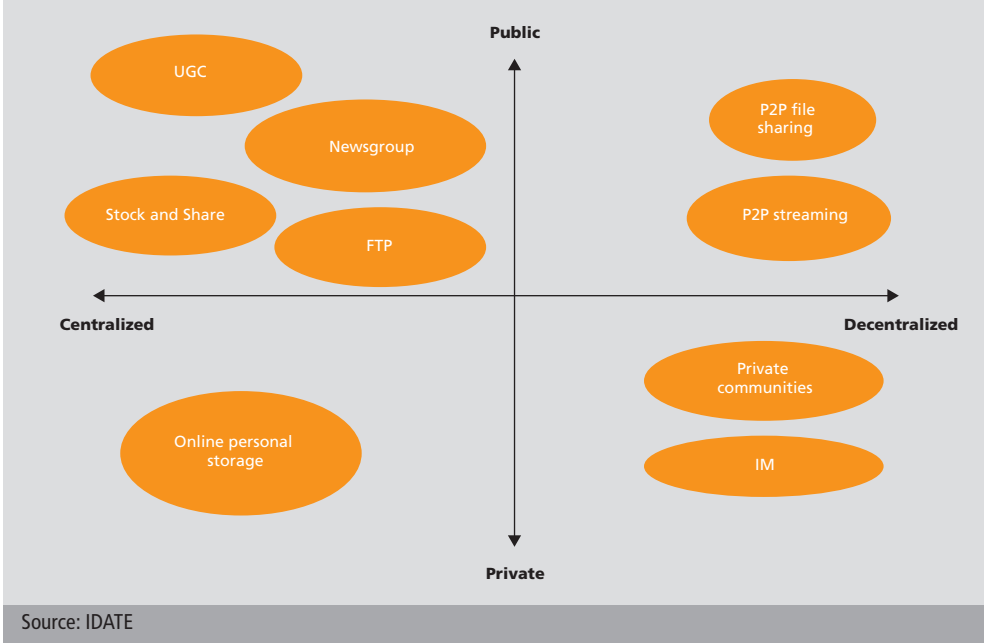 Public
UGC
P2P file
sharing
Newsgroup
Stock and Share
P2P streaming
FTP
Centralized
Decentralized
Private
communities
Online personal
storage
IM
Private
Source: IDATE